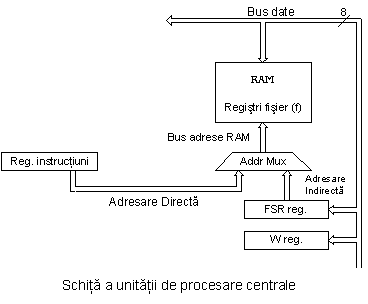 Bus date
8
RAM
Regiştri fişier (f)
Bus adrese RAM
Reg. instrucţiuni
Addr Mux
Adresare
Indirectă
Adresare Directă
FSR reg.
W reg.
Schiţă a unităţii de procesare centrale